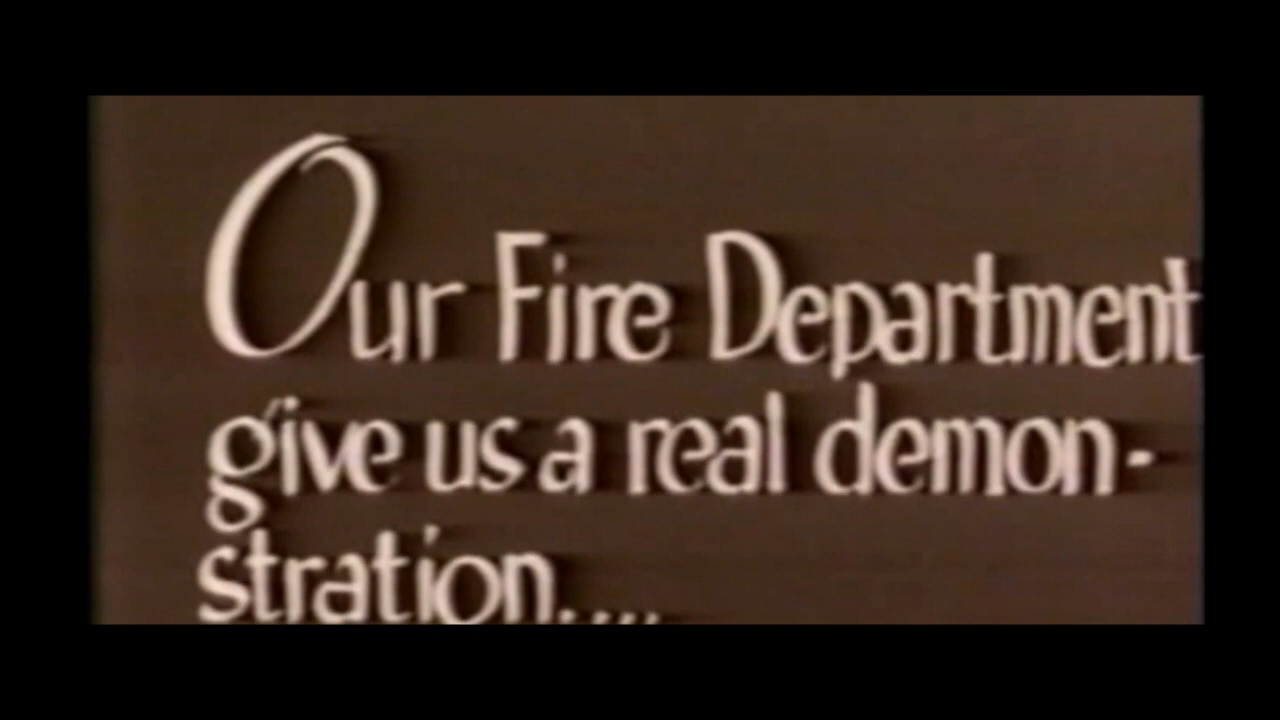 Our Fire Department
give us a real demon-
stration....